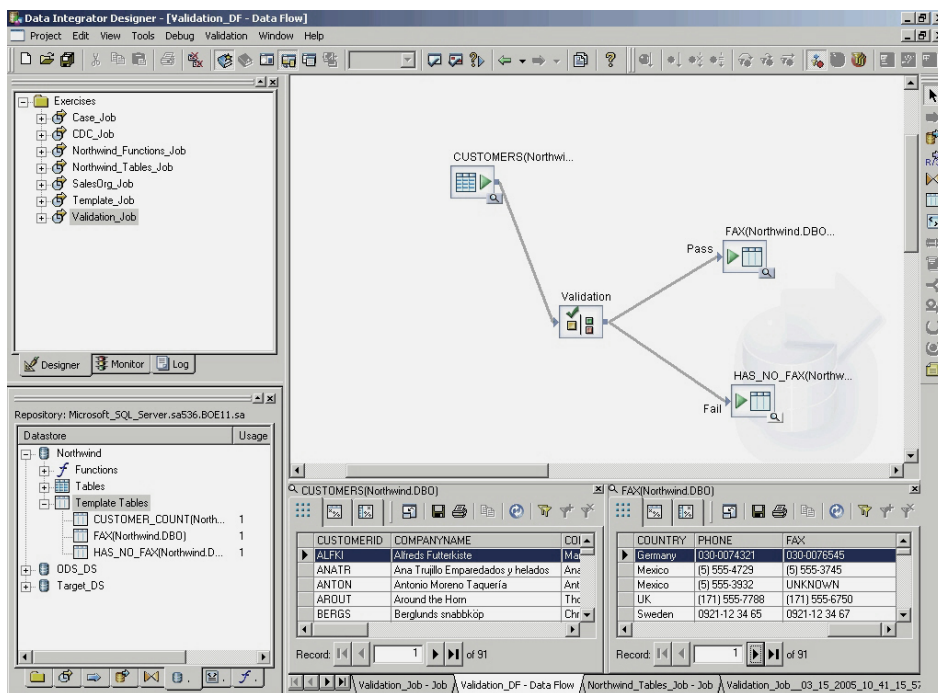 Data Integrator Designer - [Validation_DF - Data Flow]
Project Edit View Tools Debug Validation Window Help
Exercises
Case_Job
CDC_Job
Northwind_Functions_Job
Northwind_Tables_Job
SalesOrg_Job
Template_Job
Validation_Job
Designer Monitor Log
Repository: Microsoft_SQL_Server.sa536.BOE11.sa
Datastore Usage
Northwind
Functions
Tables
Template Tables
CUSTOMER_COUNT(North... 1
FAX(Northwind.DBO) 1
HAS_NO_FAX(Northwind.D... 1
ODS_DS
Target_DS
CUSTOMERS(Northwi...
FAX(Northwind.DBO...
Pass
Validation
HAS_NO_FAX(Northw...
Fail
CUSTOMERS(Northwind.DBO)
CUSTOMERID COMPANYNAME
ALFKI Alfreds Futterkiste
ANATR Ana Trujillo Emparedados y helados Ana
ANTON Antonio Moreno Taquería Ant
AROUT Around the Horn
BERGS Berglunds snabbköp
Record: 1 of 91
FAX(Northwind.DBO)
COUNTRY PHONE FAX
Germany 030-0074321 030-0076545
Mexico (5) 555-4729 (5) 555-3745
Mexico (5) 555-3932 UNKNOWN
UK (171) 555-7788 (171) 555-6750
Sweden 0921-12 34 65 0921-12 34 67
Record: 1 of 91
Validation_Job - Job Validation_DF - Data Flow Northwind_Tables_Job - Job Validation_Job__03_15_2005_10_41_15_57